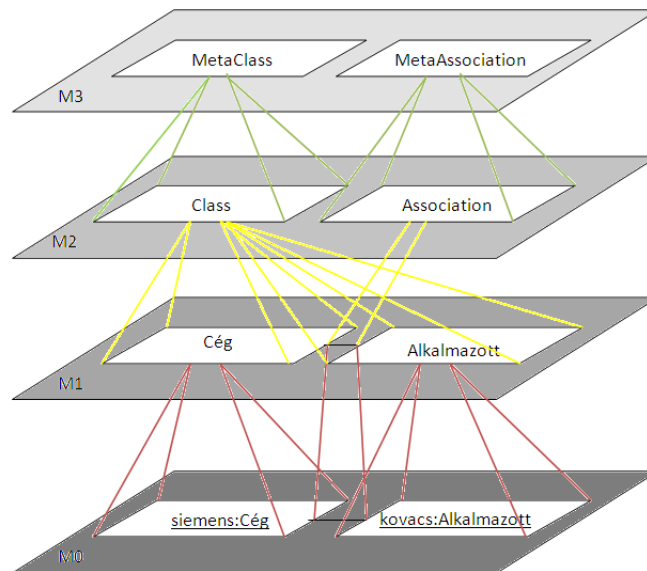 MetaClass MetaAssociation
M3
Class Association
M2
Cég Alkalmazott
M1
siemens:Cég kovacs:Alkalmazott
M0